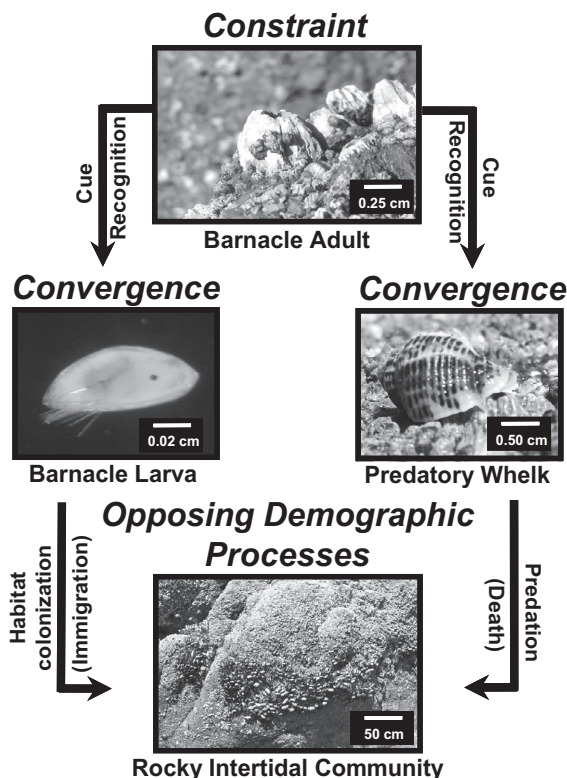 Constraint
0.25 cm
Barnacle Adult
Cue
Recognition
Cue
Recognition
Convergence
0.02 cm
Barnacle Larva
Convergence
0.50 cm
Predatory Whelk
Opposing Demographic
Processes
Habitat
colonization
(Immigration)
Predation
(Death)
50 cm
Rocky Intertidal Community